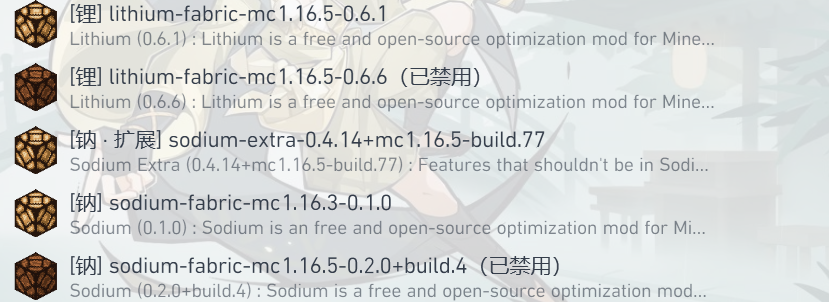 [锂] lithium-fabric-mc1.16.5-0.6.1
Lithium (0.6.1) : Lithium is a free and open-source optimization mod for Mine...
[锂] lithium-fabric-mc1.16.5-0.6.6（已禁用）
Lithium (0.6.6) : Lithium is a free and open-source optimization mod for Mine...
[钠 · 扩展] sodium-extra-0.4.14+mc1.16.5-build.77
Sodium Extra (0.4.14+mc1.16.5-build.77) : Features that shouldn't be in Sodi...
[钠] sodium-fabric-mc1.16.3-0.1.0
Sodium (0.1.0) : Sodium is an free and open-source optimization mod for Mi...
[钠] sodium-fabric-mc1.16.5-0.2.0+build.4（已禁用）
Sodium (0.2.0+build.4) : Sodium is a free and open-source optimization mod...